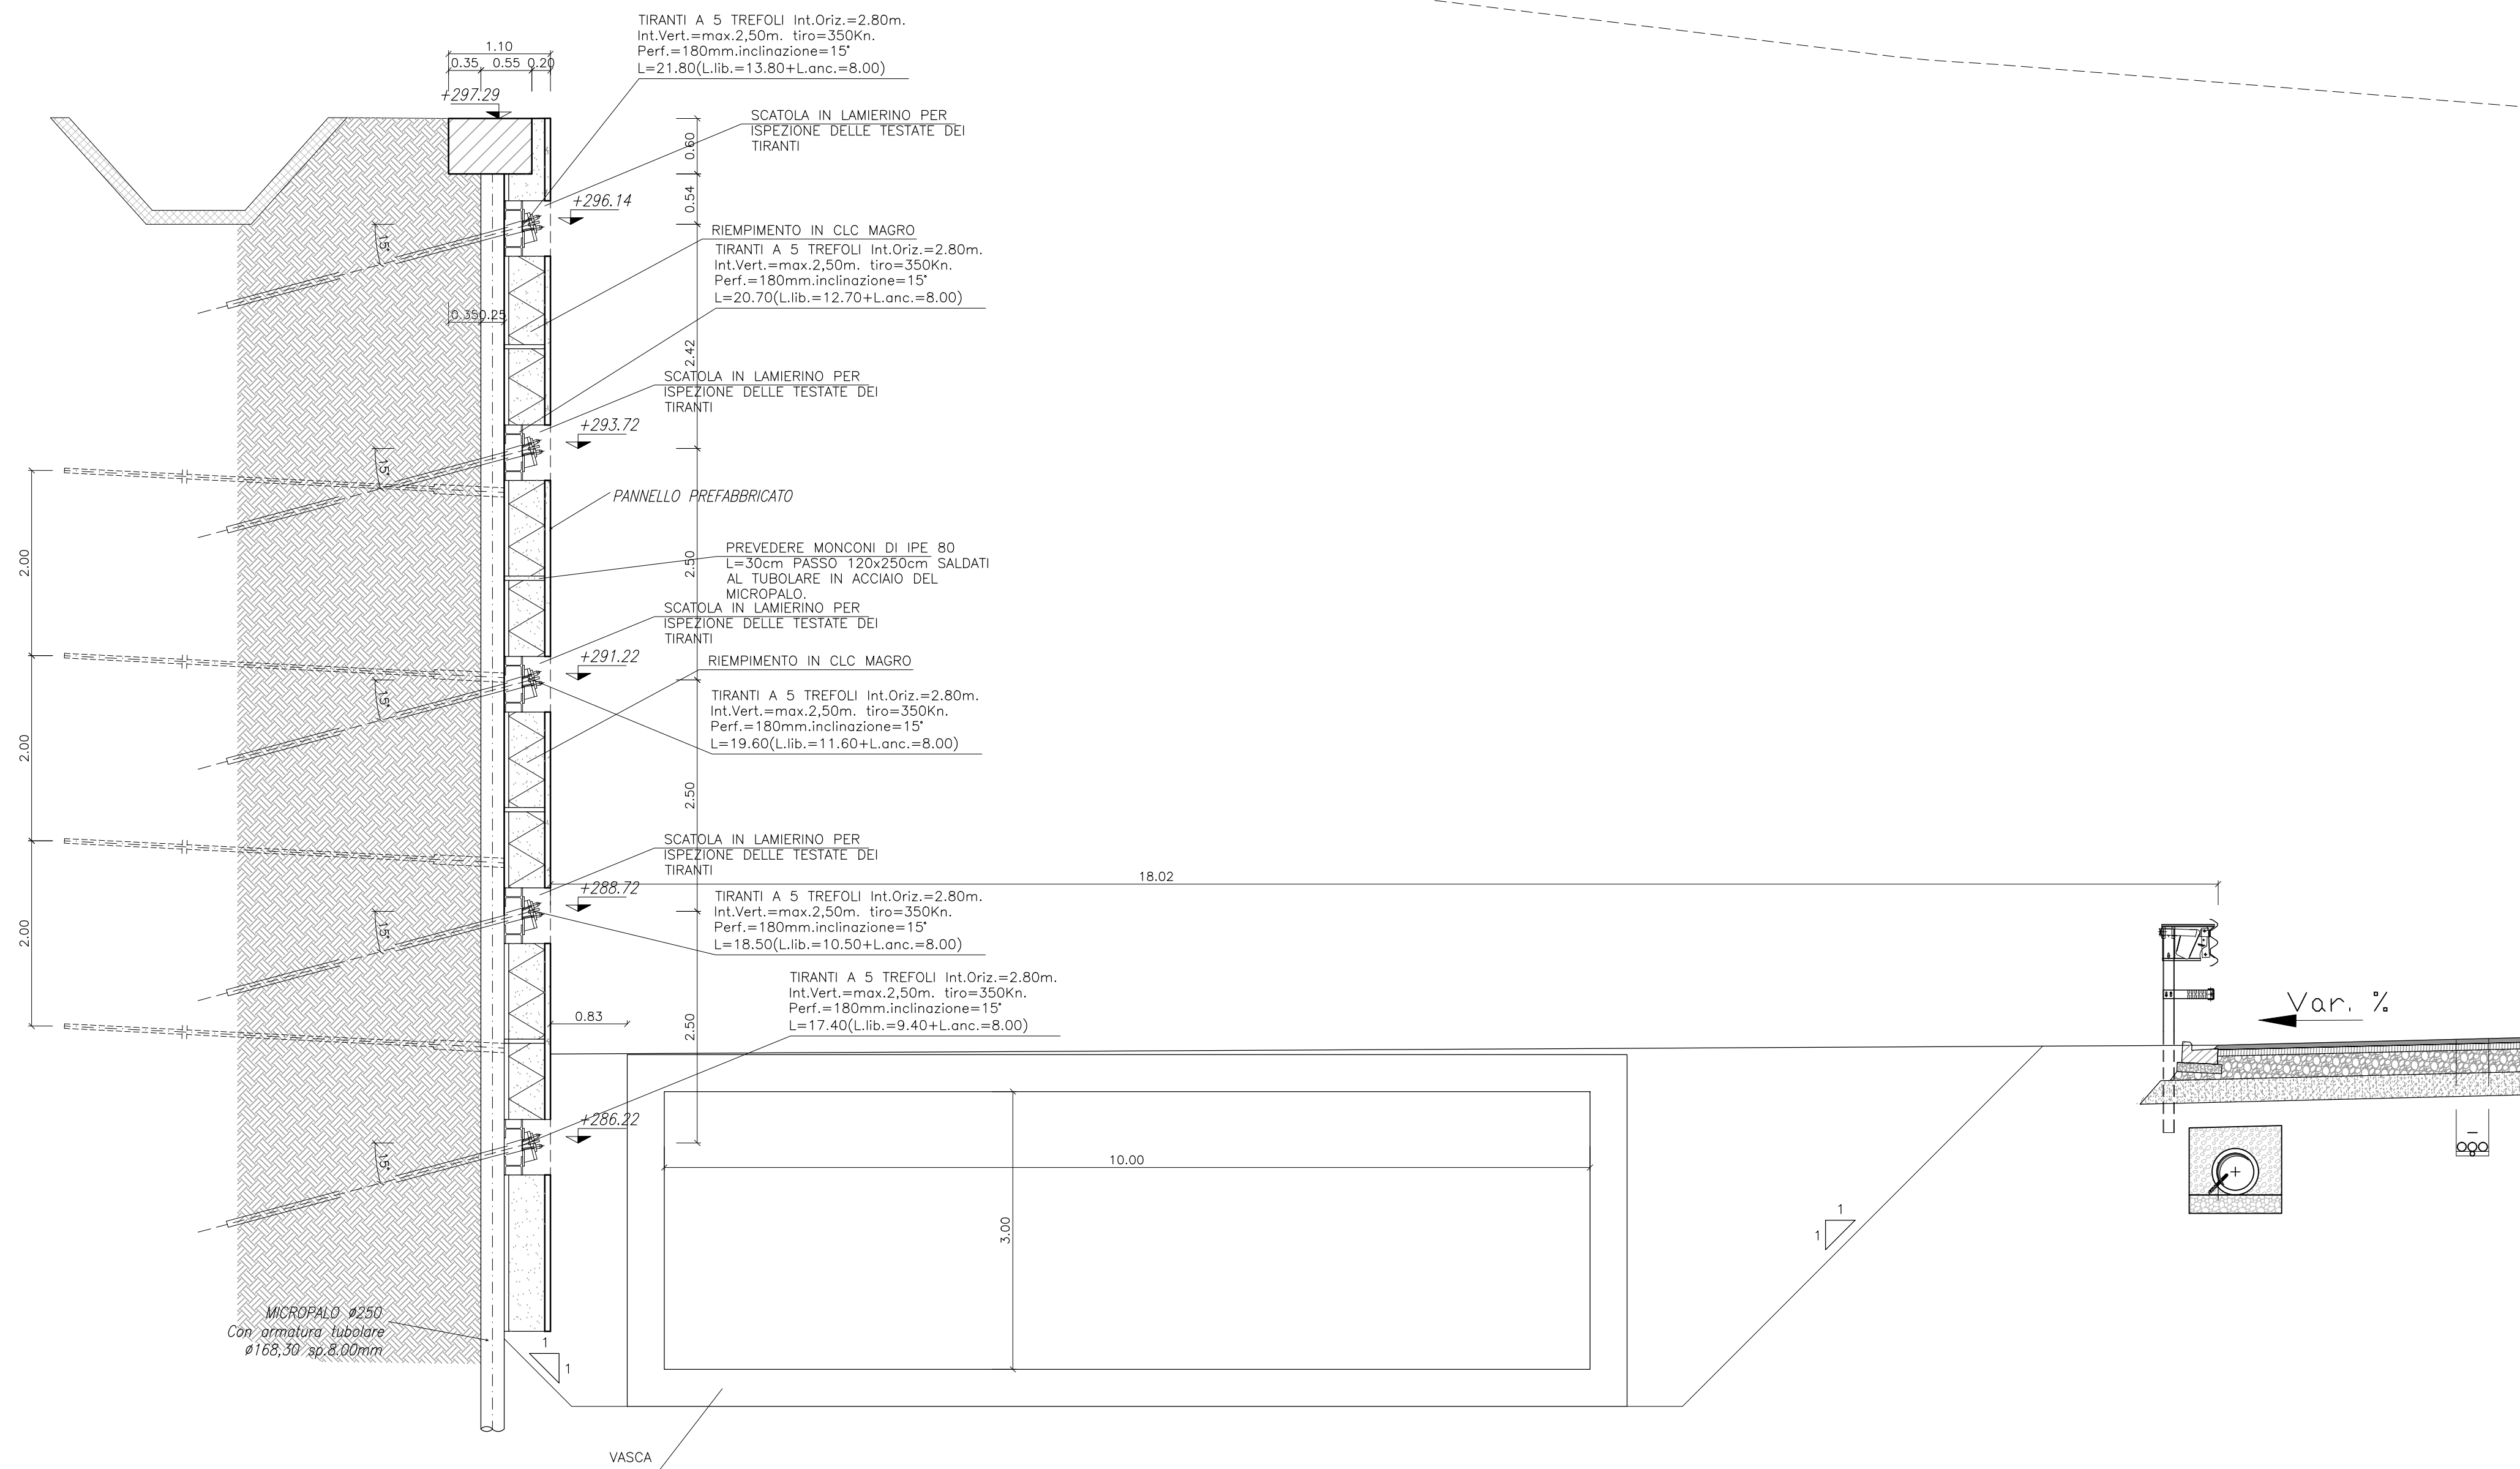 TIRANTI A 5 TREFOLI Int.Oriz.=2.80m.
Int.Vert.=max.2,50m. tiro=350Kn.
Perf.=180mm.inclinazione=15°
L=21.80(L.lib.=13.80+L.anc.=8.00)
1.10
0.35 0.55 0.20
+297.29
SCATOLA IN LAMIERINO PER
ISPEZIONE DELLE TESTATE DEI
TIRANTI
0.60
0.54
+296.14
15°
RIEMPIMENTO IN CLC MAGRO
TIRANTI A 5 TREFOLI Int.Oriz.=2.80m.
Int.Vert.=max.2,50m. tiro=350Kn.
Perf.=180mm.inclinazione=15°
L=20.70(L.lib.=12.70+L.anc.=8.00)
0.35 0.25
2.42
SCATOLA IN LAMIERINO PER
ISPEZIONE DELLE TESTATE DEI
TIRANTI
+293.72
15°
PANNELLO PREFABBRICATO
2.00
2.50
PREVEDERE MONCONI DI IPE 80
L=30cm PASSO 120x250cm SALDATI
AL TUBOLARE IN ACCIAIO DEL
MICROPALO.
SCATOLA IN LAMIERINO PER
ISPEZIONE DELLE TESTATE DEI
TIRANTI
+291.22
RIEMPIMENTO IN CLC MAGRO
15°
TIRANTI A 5 TREFOLI Int.Oriz.=2.80m.
Int.Vert.=max.2,50m. tiro=350Kn.
Perf.=180mm.inclinazione=15°
L=19.60(L.lib.=11.60+L.anc.=8.00)
2.00
2.50
SCATOLA IN LAMIERINO PER
ISPEZIONE DELLE TESTATE DEI
TIRANTI
18.02
+288.72
15°
TIRANTI A 5 TREFOLI Int.Oriz.=2.80m.
Int.Vert.=max.2,50m. tiro=350Kn.
Perf.=180mm.inclinazione=15°
L=18.50(L.lib.=10.50+L.anc.=8.00)
2.00
TIRANTI A 5 TREFOLI Int.Oriz.=2.80m.
Int.Vert.=max.2,50m. tiro=350Kn.
Perf.=180mm.inclinazione=15°
L=17.40(L.lib.=9.40+L.anc.=8.00)
0.83
2.50
Var. %
+286.22
15°
10.00
3.00
1
1
MICROPALO ø250
Con armatura tubolare
ø168,30 sp.8.00mm
1
1
VASCA